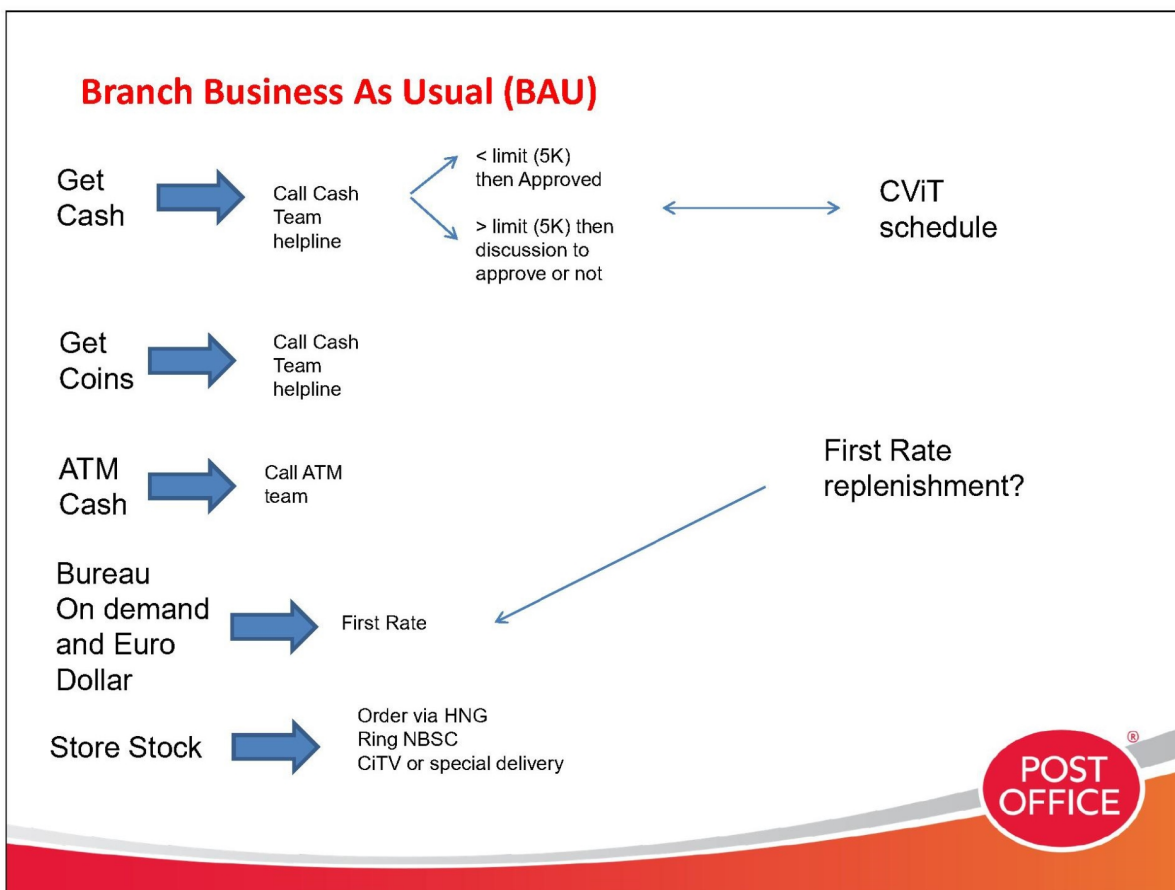 Branch Business As Usual (BAU)
Get
Cash
Call Cash
Team
helpline
< limit (5K)
then Approved
> limit (5K) then
discussion to
approve or not
CViT
schedule
Get
Coins
Call Cash
Team
helpline
ATM
Cash
Call ATM
team
First Rate
replenishment?
Bureau
On demand
and Euro
Dollar
First Rate
Store Stock
Order via HNG
Ring NBSC
CiTV or special delivery
POST
OFFICE
®